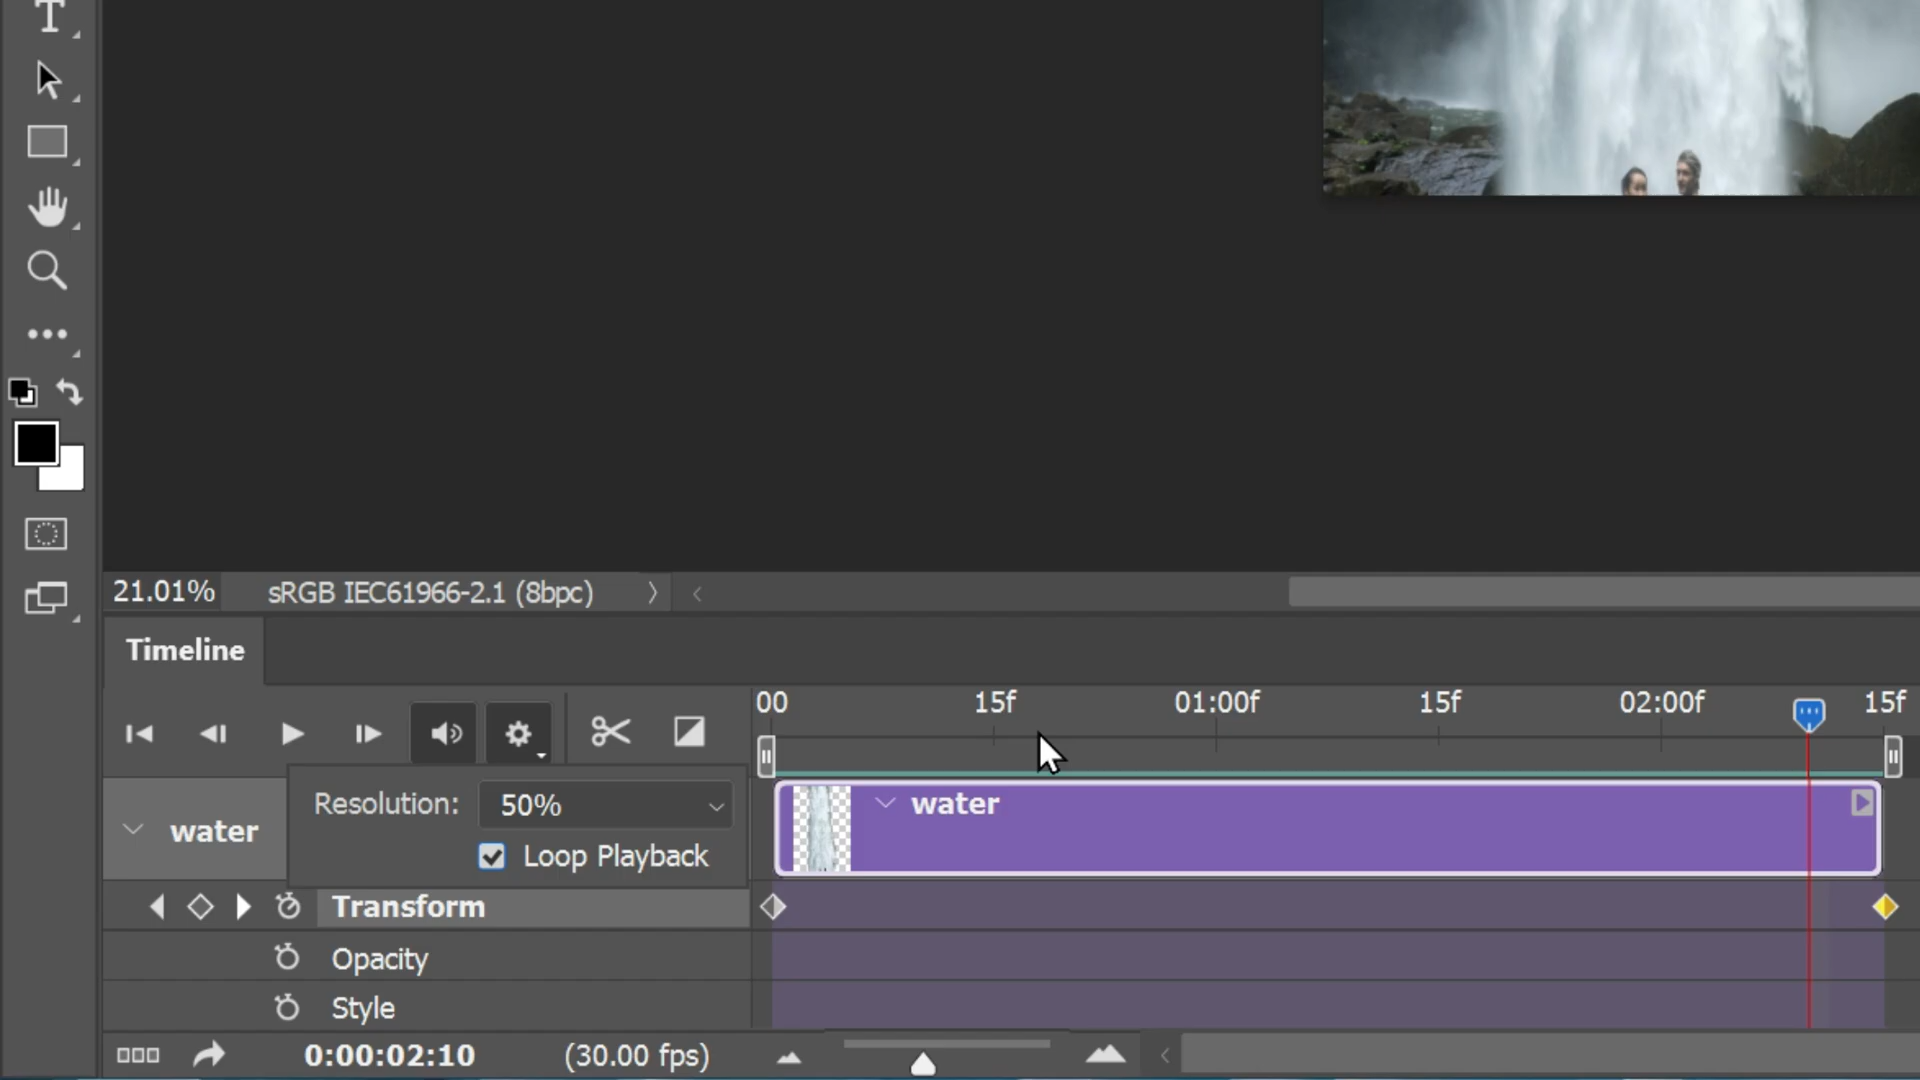 21.01%
sRGB IEC61966-2.1 (8bpc)
Timeline
00 15f 01:00f 15f 02:00f 15f
Resolution: 50%
water
water
Loop Playback
Transform
Opacity
Style
0:00:02:10 (30.00 fps)